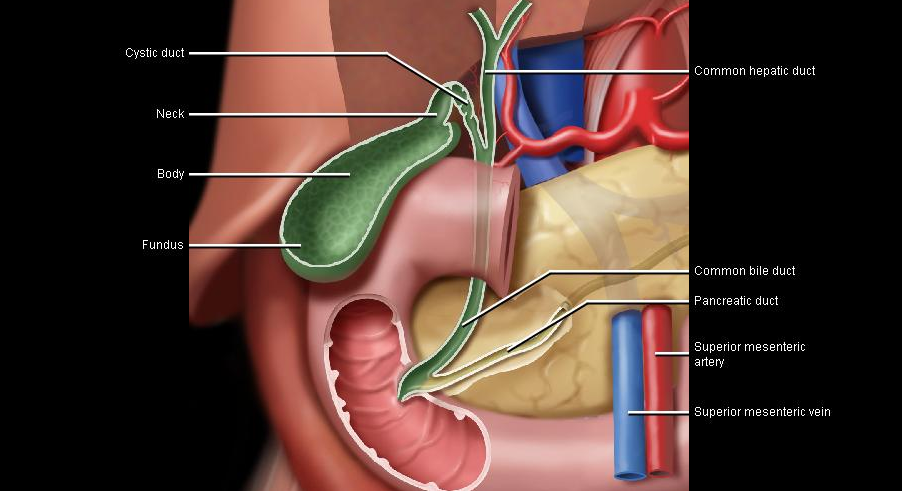 Cystic duct
Neck
Body
Fundus
Common hepatic duct
Common bile duct
Pancreatic duct
Superior mesenteric
artery
Superior mesenteric vein